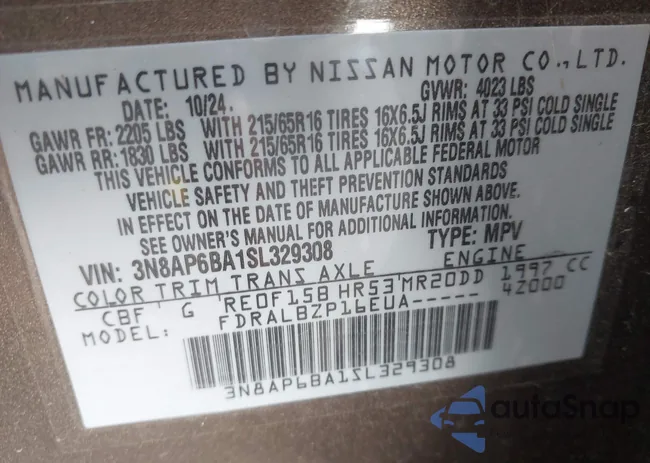 MANUFACTURED BY NISSAN MOTOR CO., LTD.
DATE: 10/24. GVWR: 4023 LBS
GAWR FR: 2205 LBS WITH 215/65R16 TIRES 16X6.5J RIMS AT 33 PSI COLD SINGLE
GAWR RR: 1830 LBS WITH 215/65R16 TIRES 16X6.5J RIMS AT 33 PSI COLD SINGLE
THIS VEHICLE CONFORMS TO ALL APPLICABLE FEDERAL MOTOR
VEHICLE SAFETY AND THEFT PREVENTION STANDARDS
IN EFFECT ON THE DATE OF MANUFACTURE SHOWN ABOVE.
SEE OWNER'S MANUAL FOR ADDITIONAL INFORMATION.
VIN: 3N8AP6BA1SL329308 TYPE: MPV
COLOR TRIM TRANS AXLE ENGINE
CBF G RE0F15B HR53 MR20DD 1997 CC
MODEL: FDRALBZP16EUA----- 4Z000
3N8AP6BA1SL329308
autoSnap